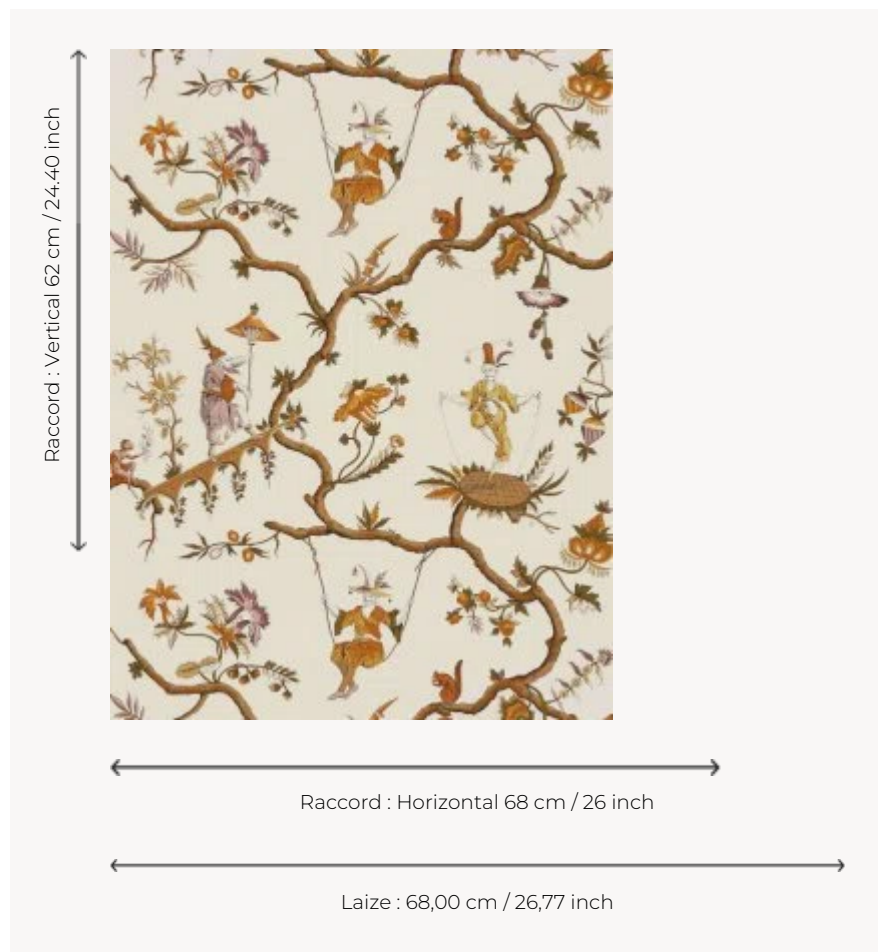 Raccord : Vertical 62 cm / 24.40 inch
Raccord : Horizontal 68 cm / 26 inch
Laize : 68,00 cm / 26,77 inch